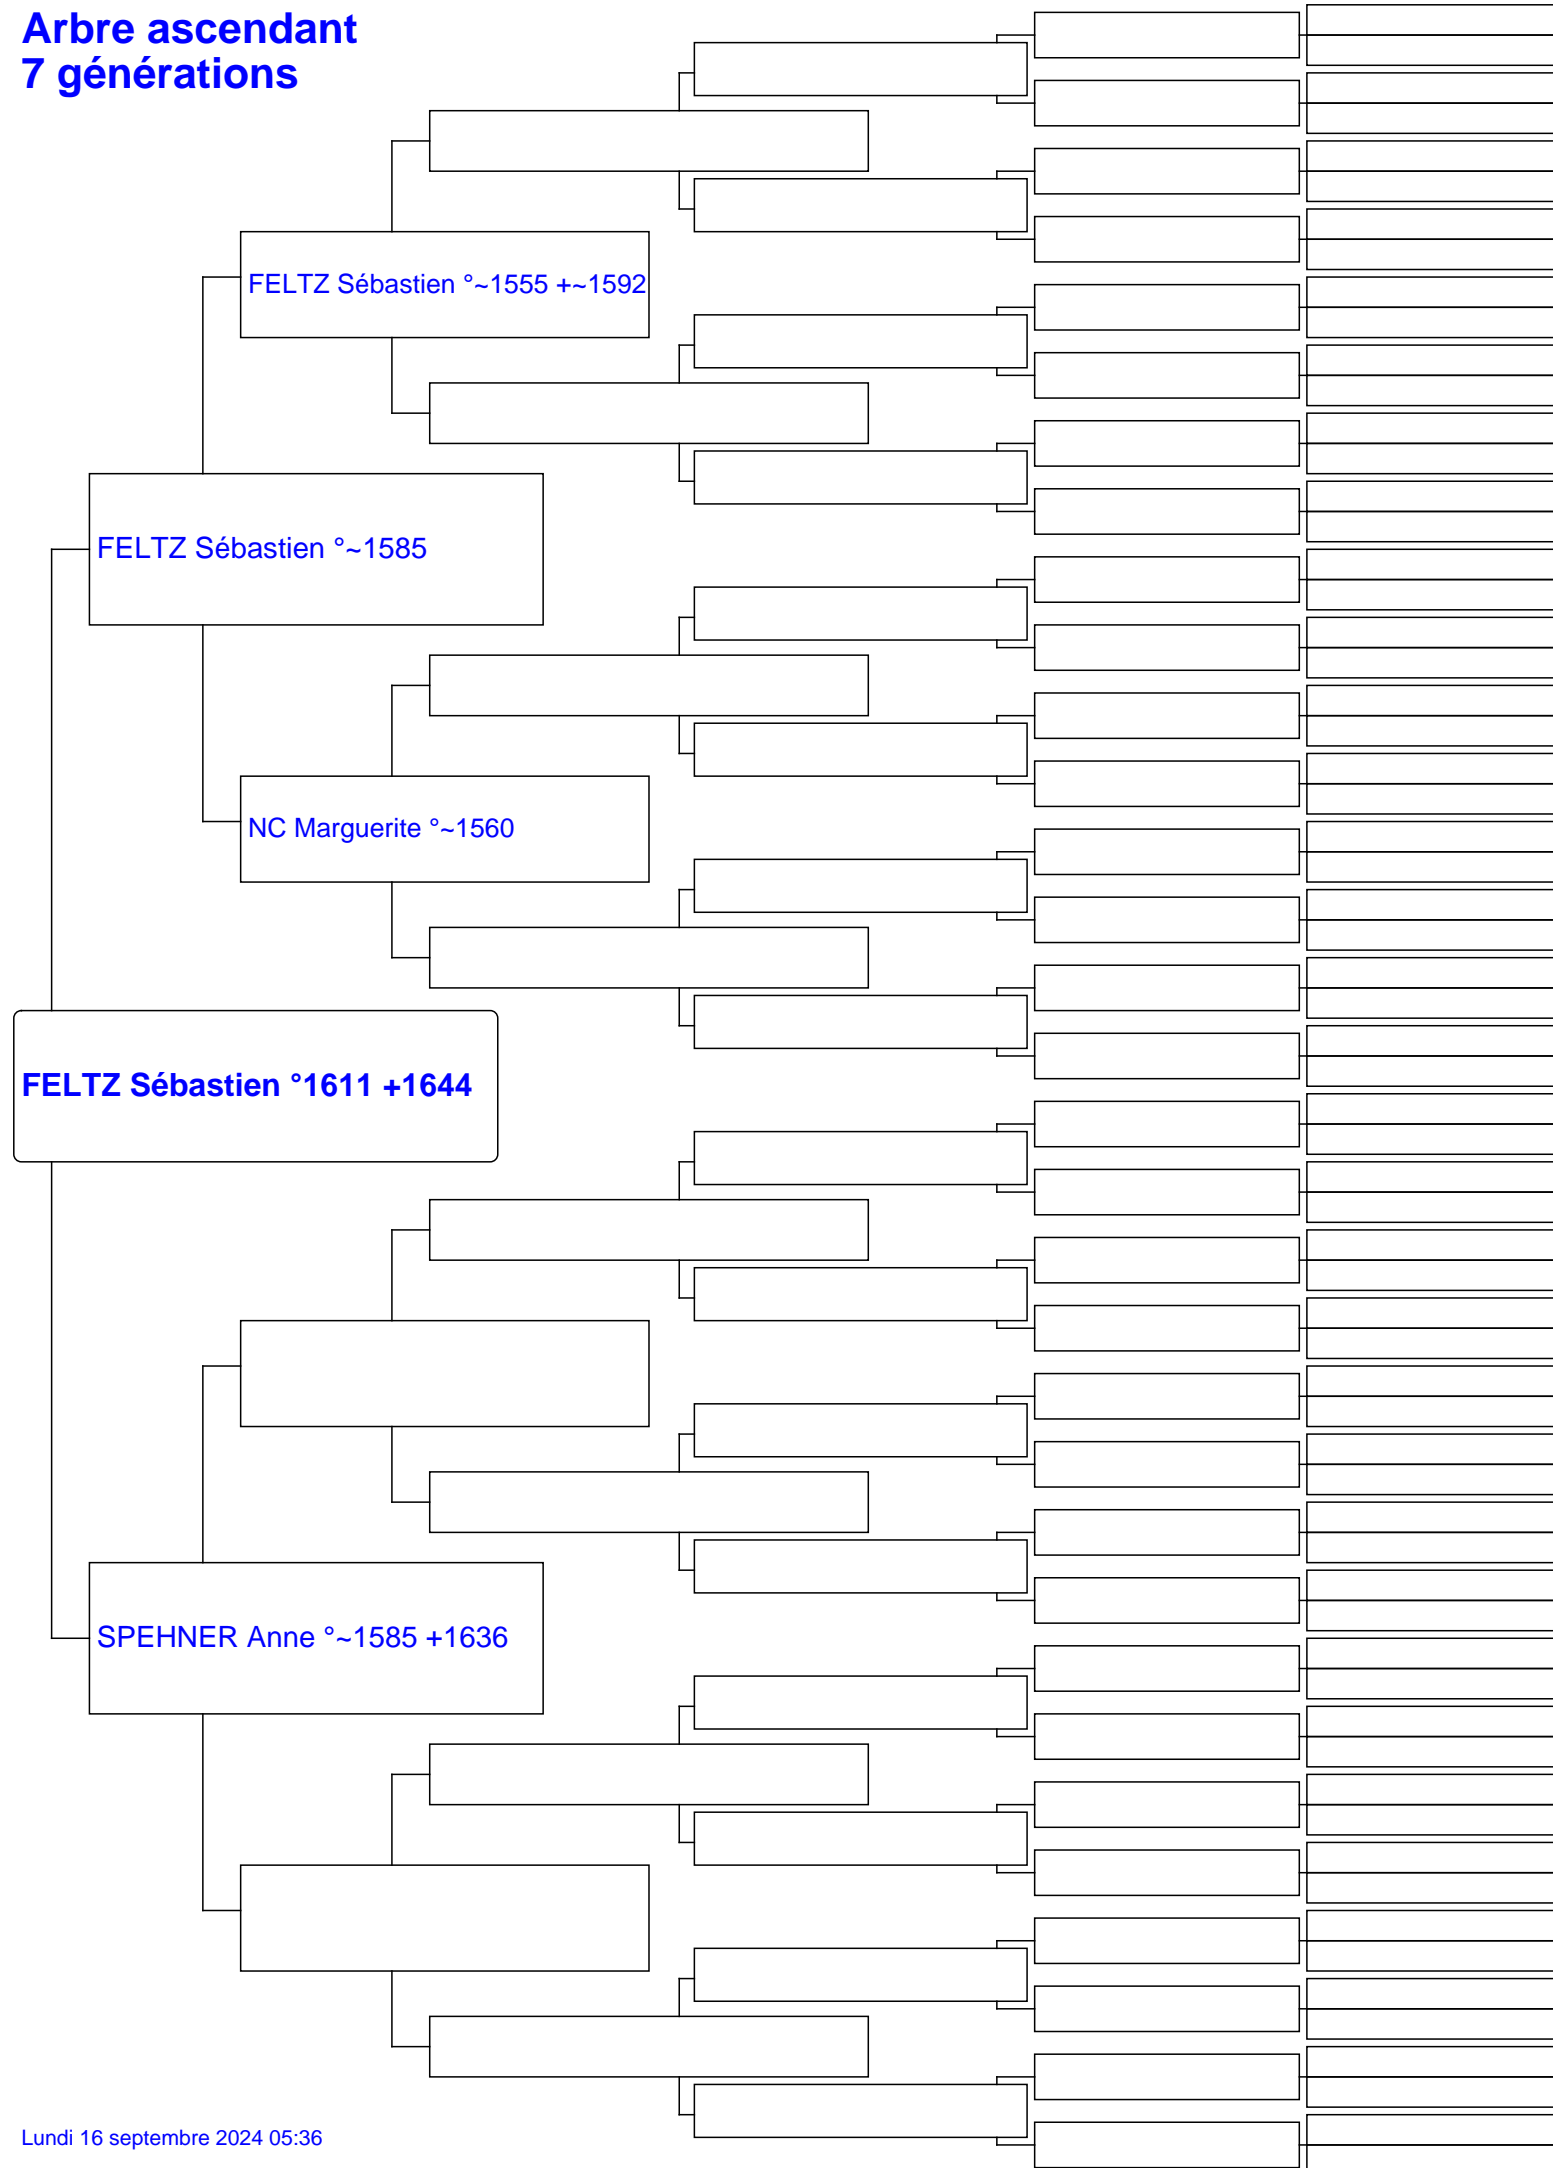 Arbre ascendant
7 générations
FELTZ Sébastien °~1555 +~1592
FELTZ Sébastien °~1585
NC Marguerite °~1560
FELTZ Sébastien °1611 +1644
SPEHNER Anne °~1585 +1636
Lundi 16 septembre 2024 05:36